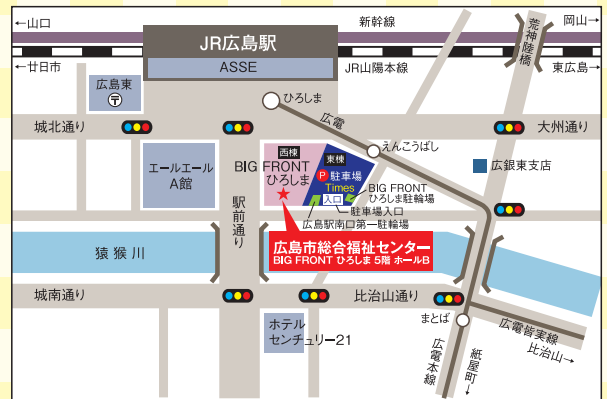 ←山口
新幹線
岡山→
荒神陸橋
JR広島駅
ASSE
←廿日市
JR山陽本線
東広島→
広島東
〒
ひろしま
広電
城北通り
大州通り
えんこうばし
西棟
東棟
BIG FRONT
ひろしま
P 駐車場
Times
入口
エールエール
A館
広銀東支店
BIG FRONT
ひろしま駐輪場
駐車場入口
広島駅南口第一駐輪場
駅前通り
猿猴川
広島市総合福祉センター
BIG FRONT ひろしま 5階 ホールB
城南通り
比治山通り
まとば
ホテル
センチュリー21
広電皆実線
比治山→
広電本線
紙屋町→